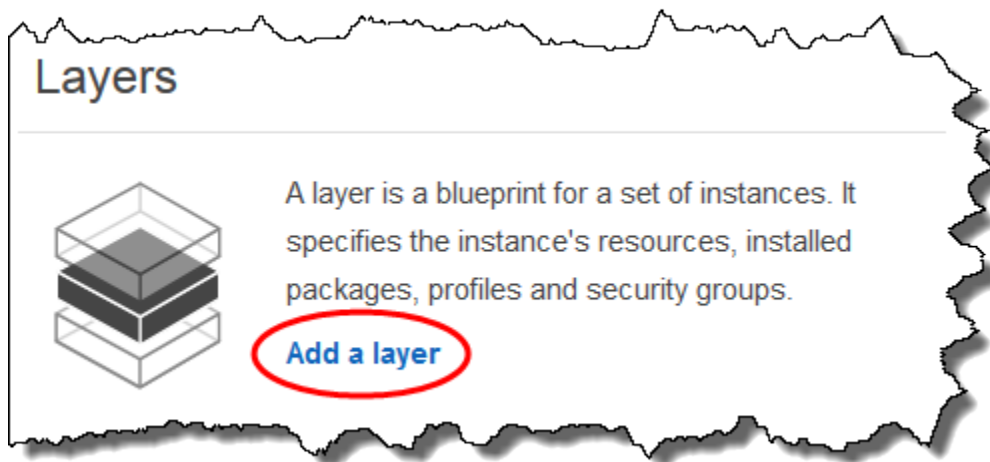 Layers
A layer is a blueprint for a set of instances. It
specifies the instance's resources, installed
packages, profiles and security groups.
Add a layer